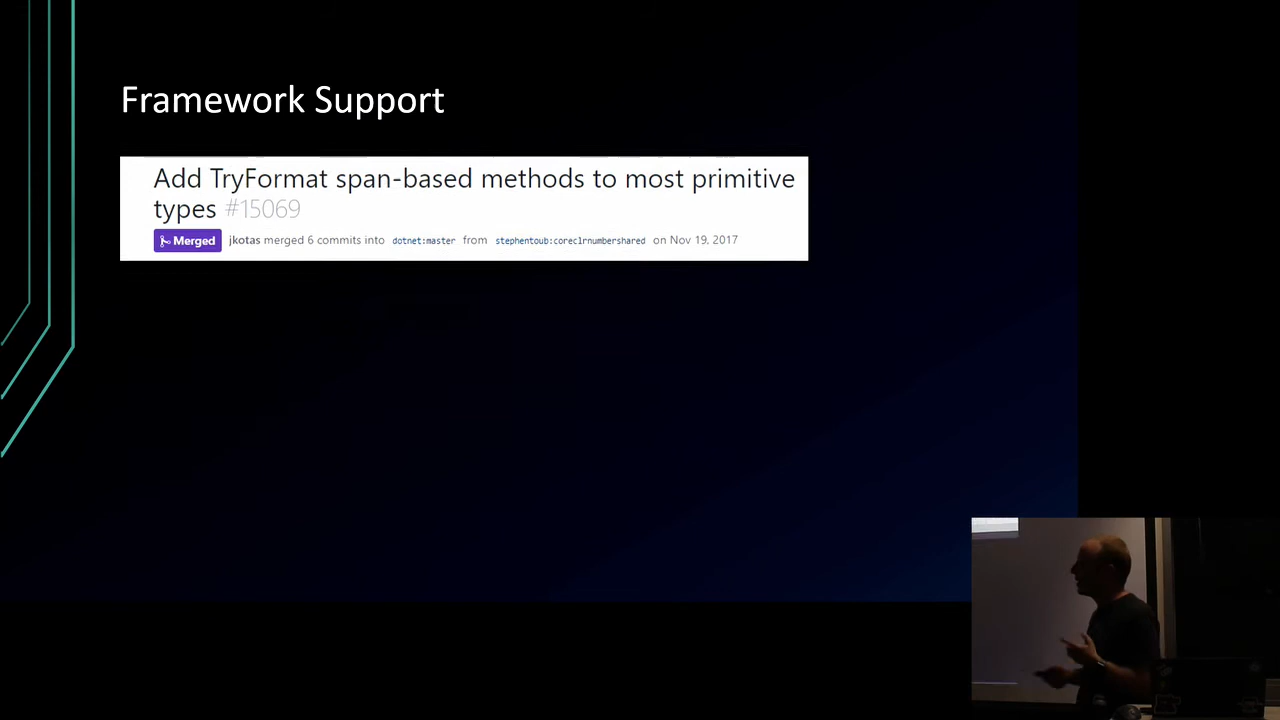 Framework Support
Add TryFormat span-based methods to most primitive
types #15069
Merged jkotas merged 6 commits into dotnet:master from stephentoub:coreclrnumbershared on Nov 19, 2017